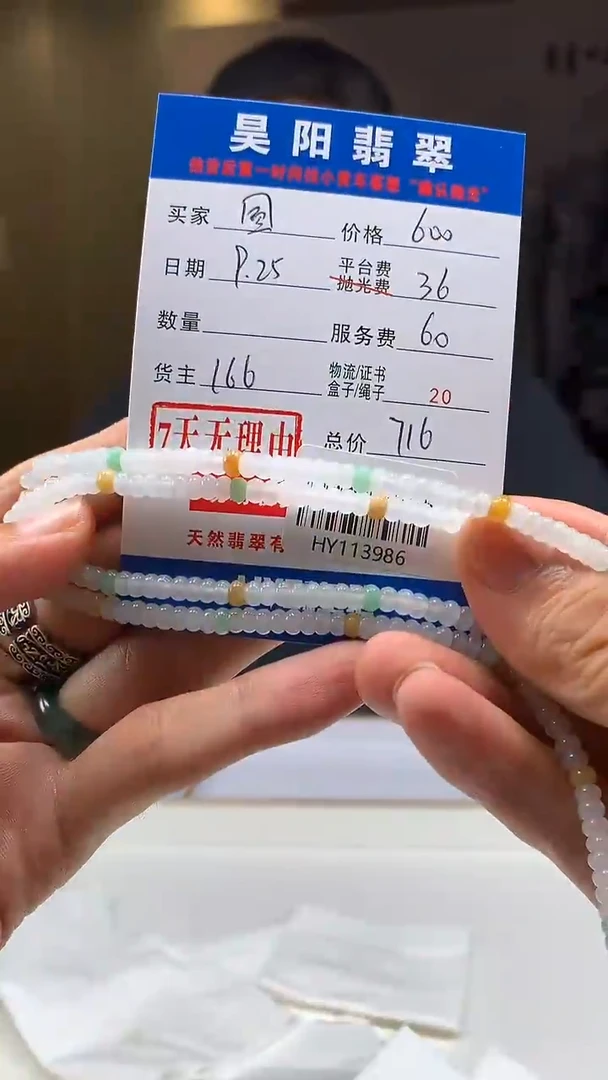 昊阳翡翠
买家 圆 价格 600
日期 9.25 平台费 抛光费 36
数量 服务费 60
货主 166 物流/证书 盒子/绳子 20
7天无理由 总价 716
天然翡翠有
HY113986